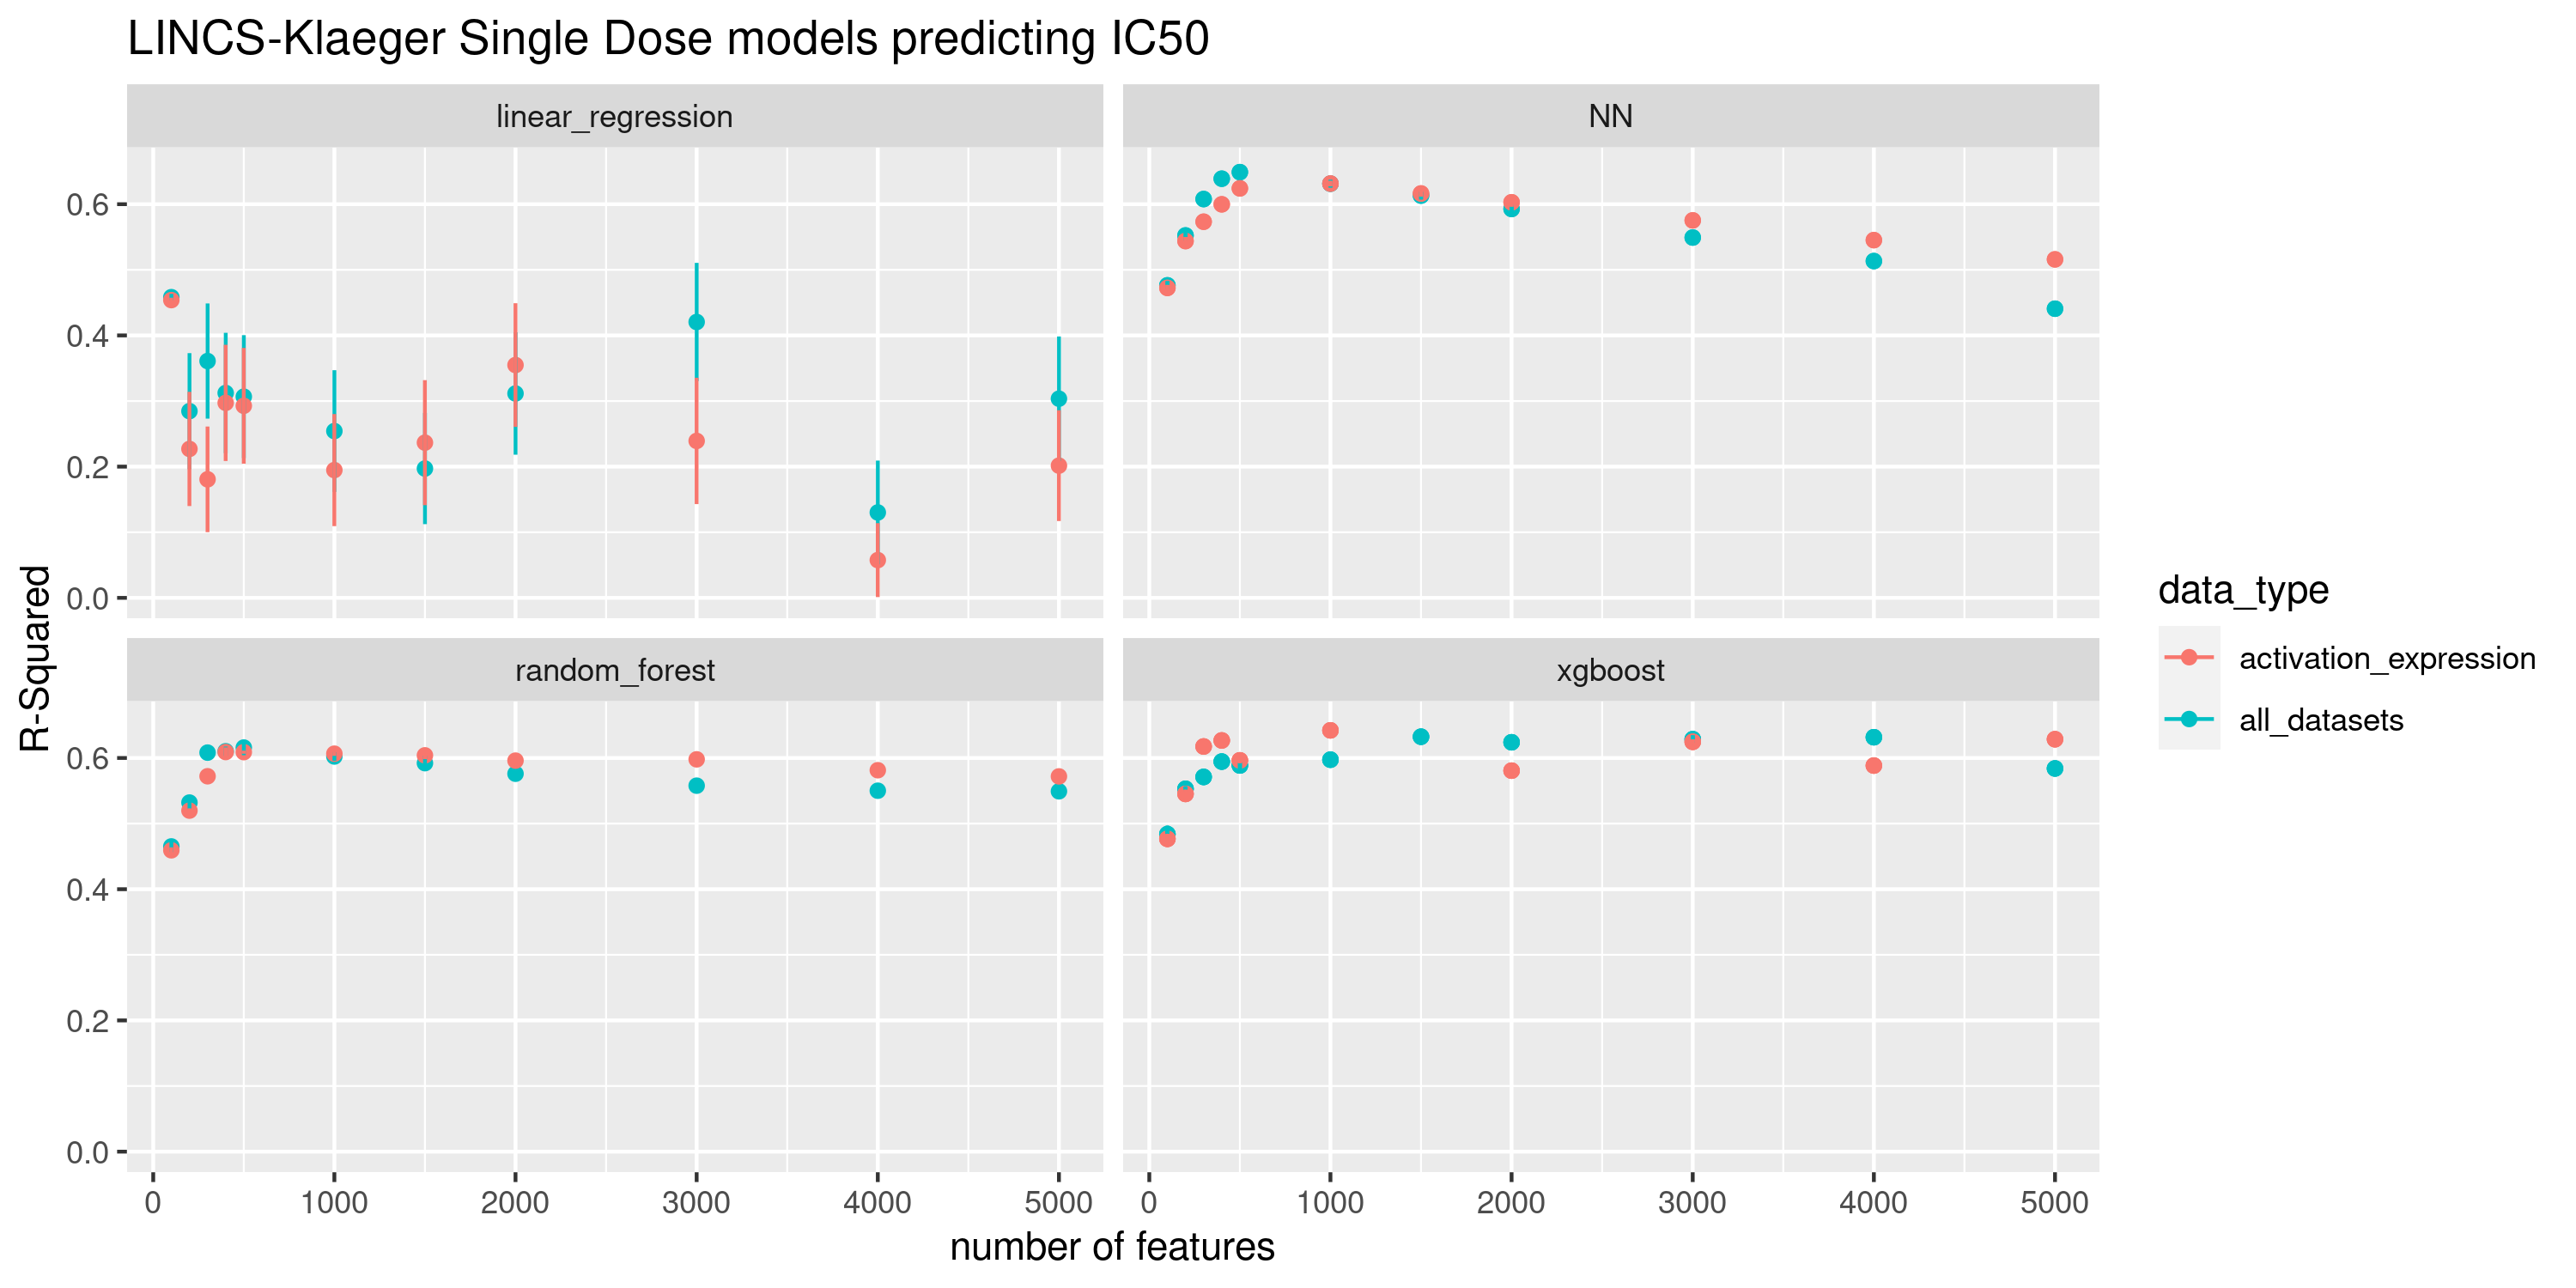 LINCS-Klaeger Single Dose models predicting IC50
linear_regression
NN
0.6
0.4
0.2
0.0
random_forest
xgboost
0.6
0.4
0.2
0.0
R-Squared
0 1000 2000 3000 4000 5000
0 1000 2000 3000 4000 5000
number of features
data_type
activation_expression
all_datasets